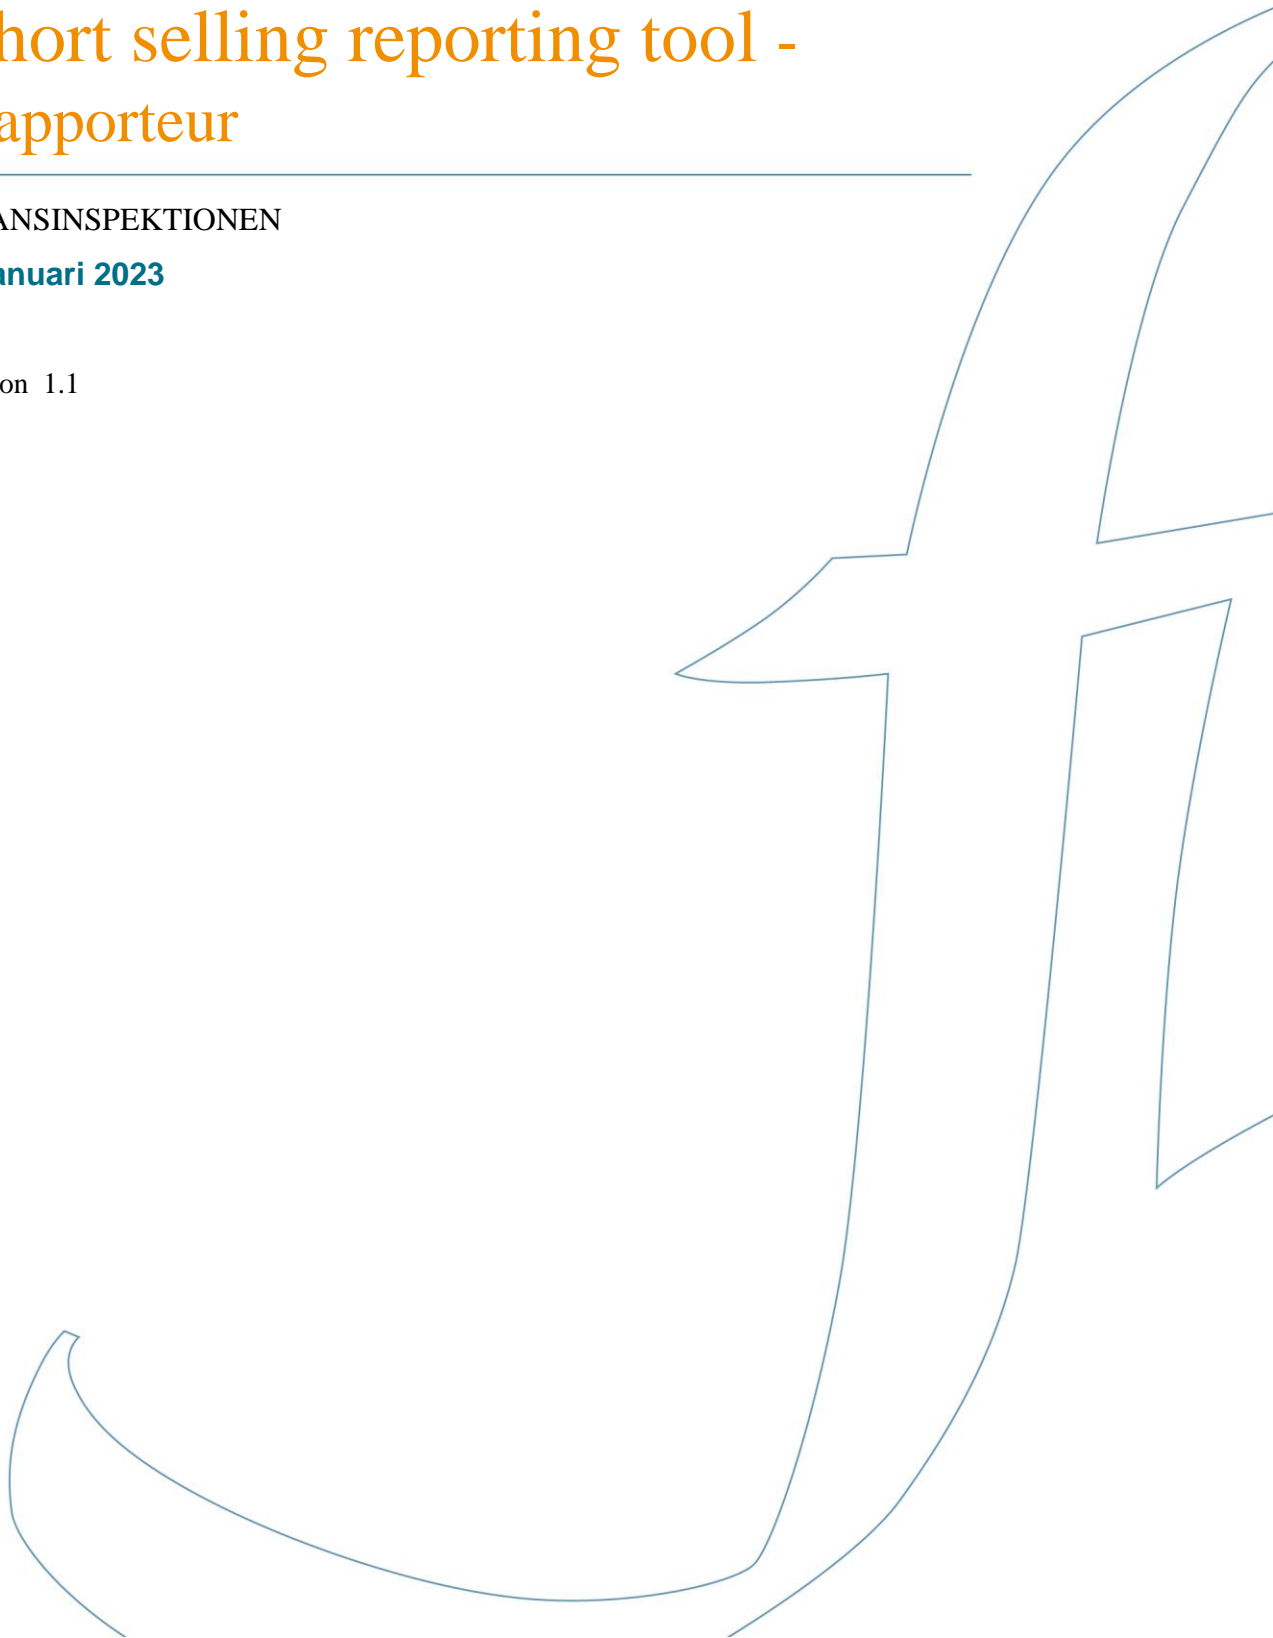 hort selling reporting tool -
apporteur
ANSINSPEKTIONEN
anuari 2023
on 1.1